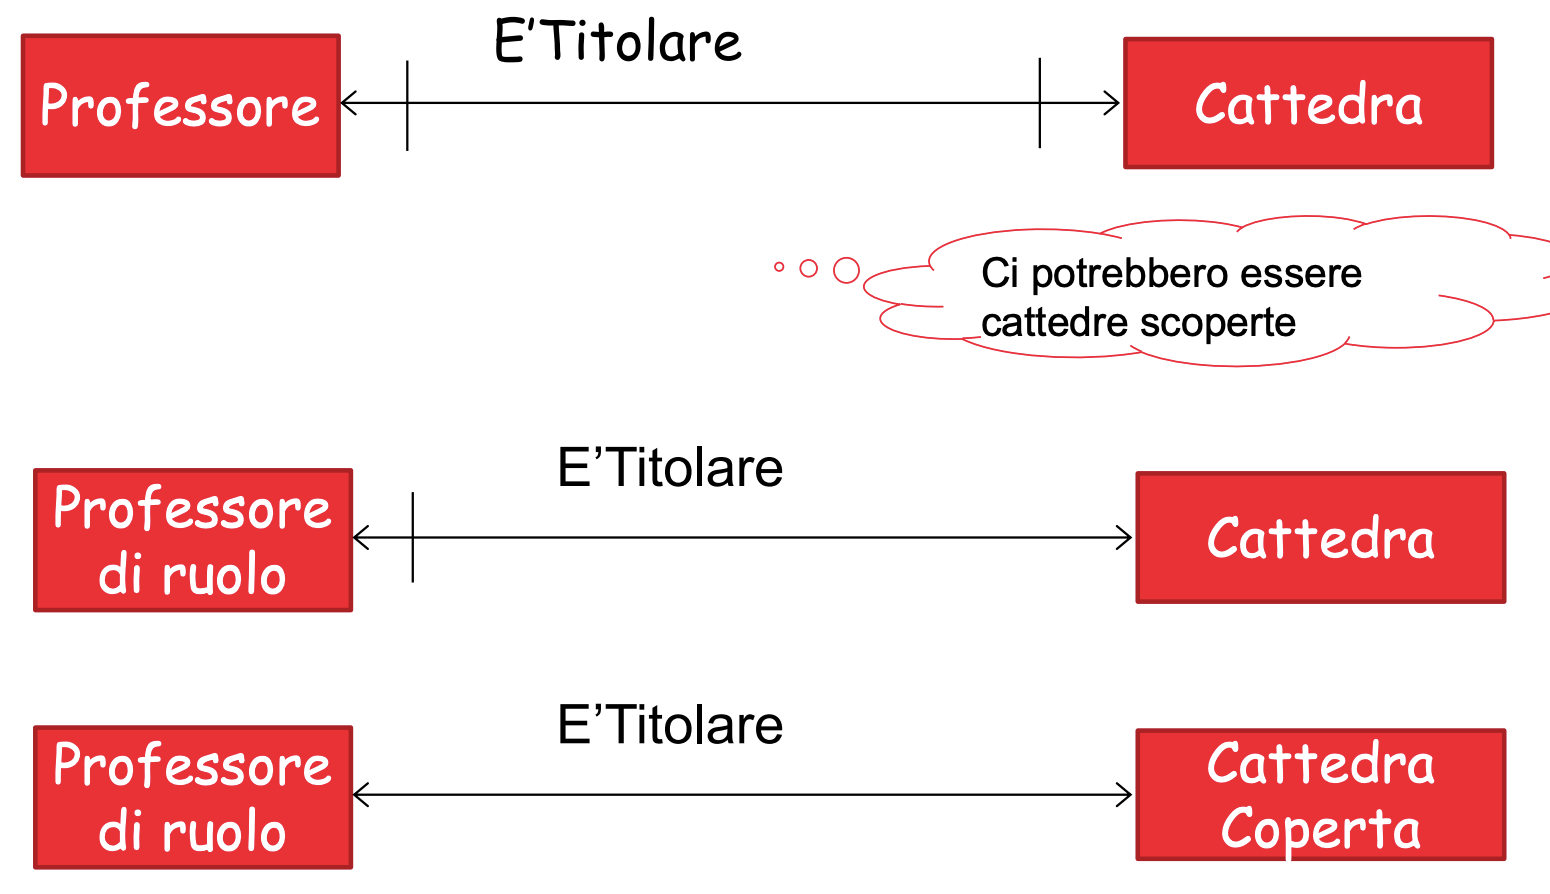 E'Titolare
Professore
Cattedra
Ci potrebbero essere
cattedre scoperte
E’Titolare
Professore
di ruolo
Cattedra
E’Titolare
Professore
di ruolo
Cattedra
Coperta